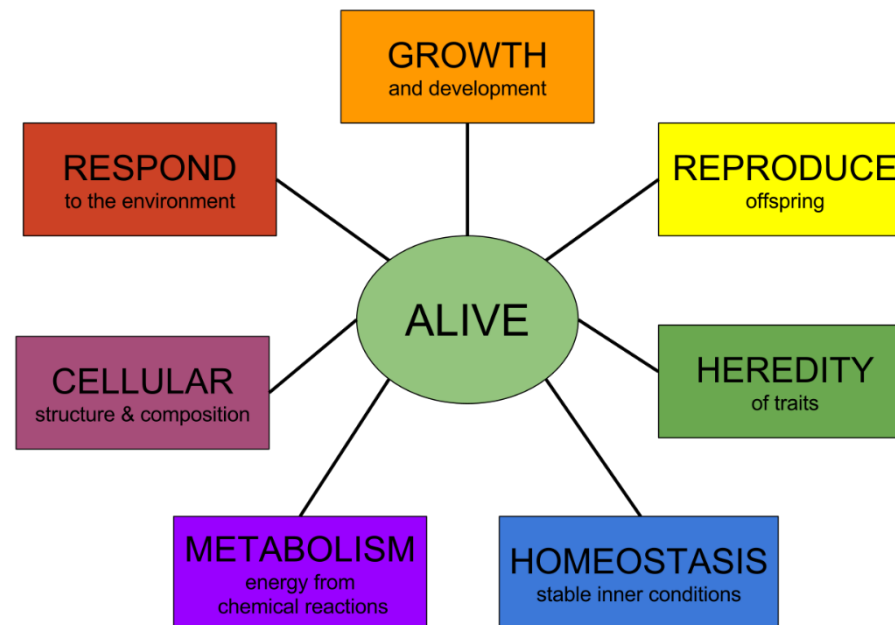 GROWTH
and development
RESPOND
to the environment
REPRODUCE
offspring
ALIVE
CELLULAR
structure & composition
HEREDITY
of traits
METABOLISM
energy from
chemical reactions
HOMEOSTASIS
stable inner conditions